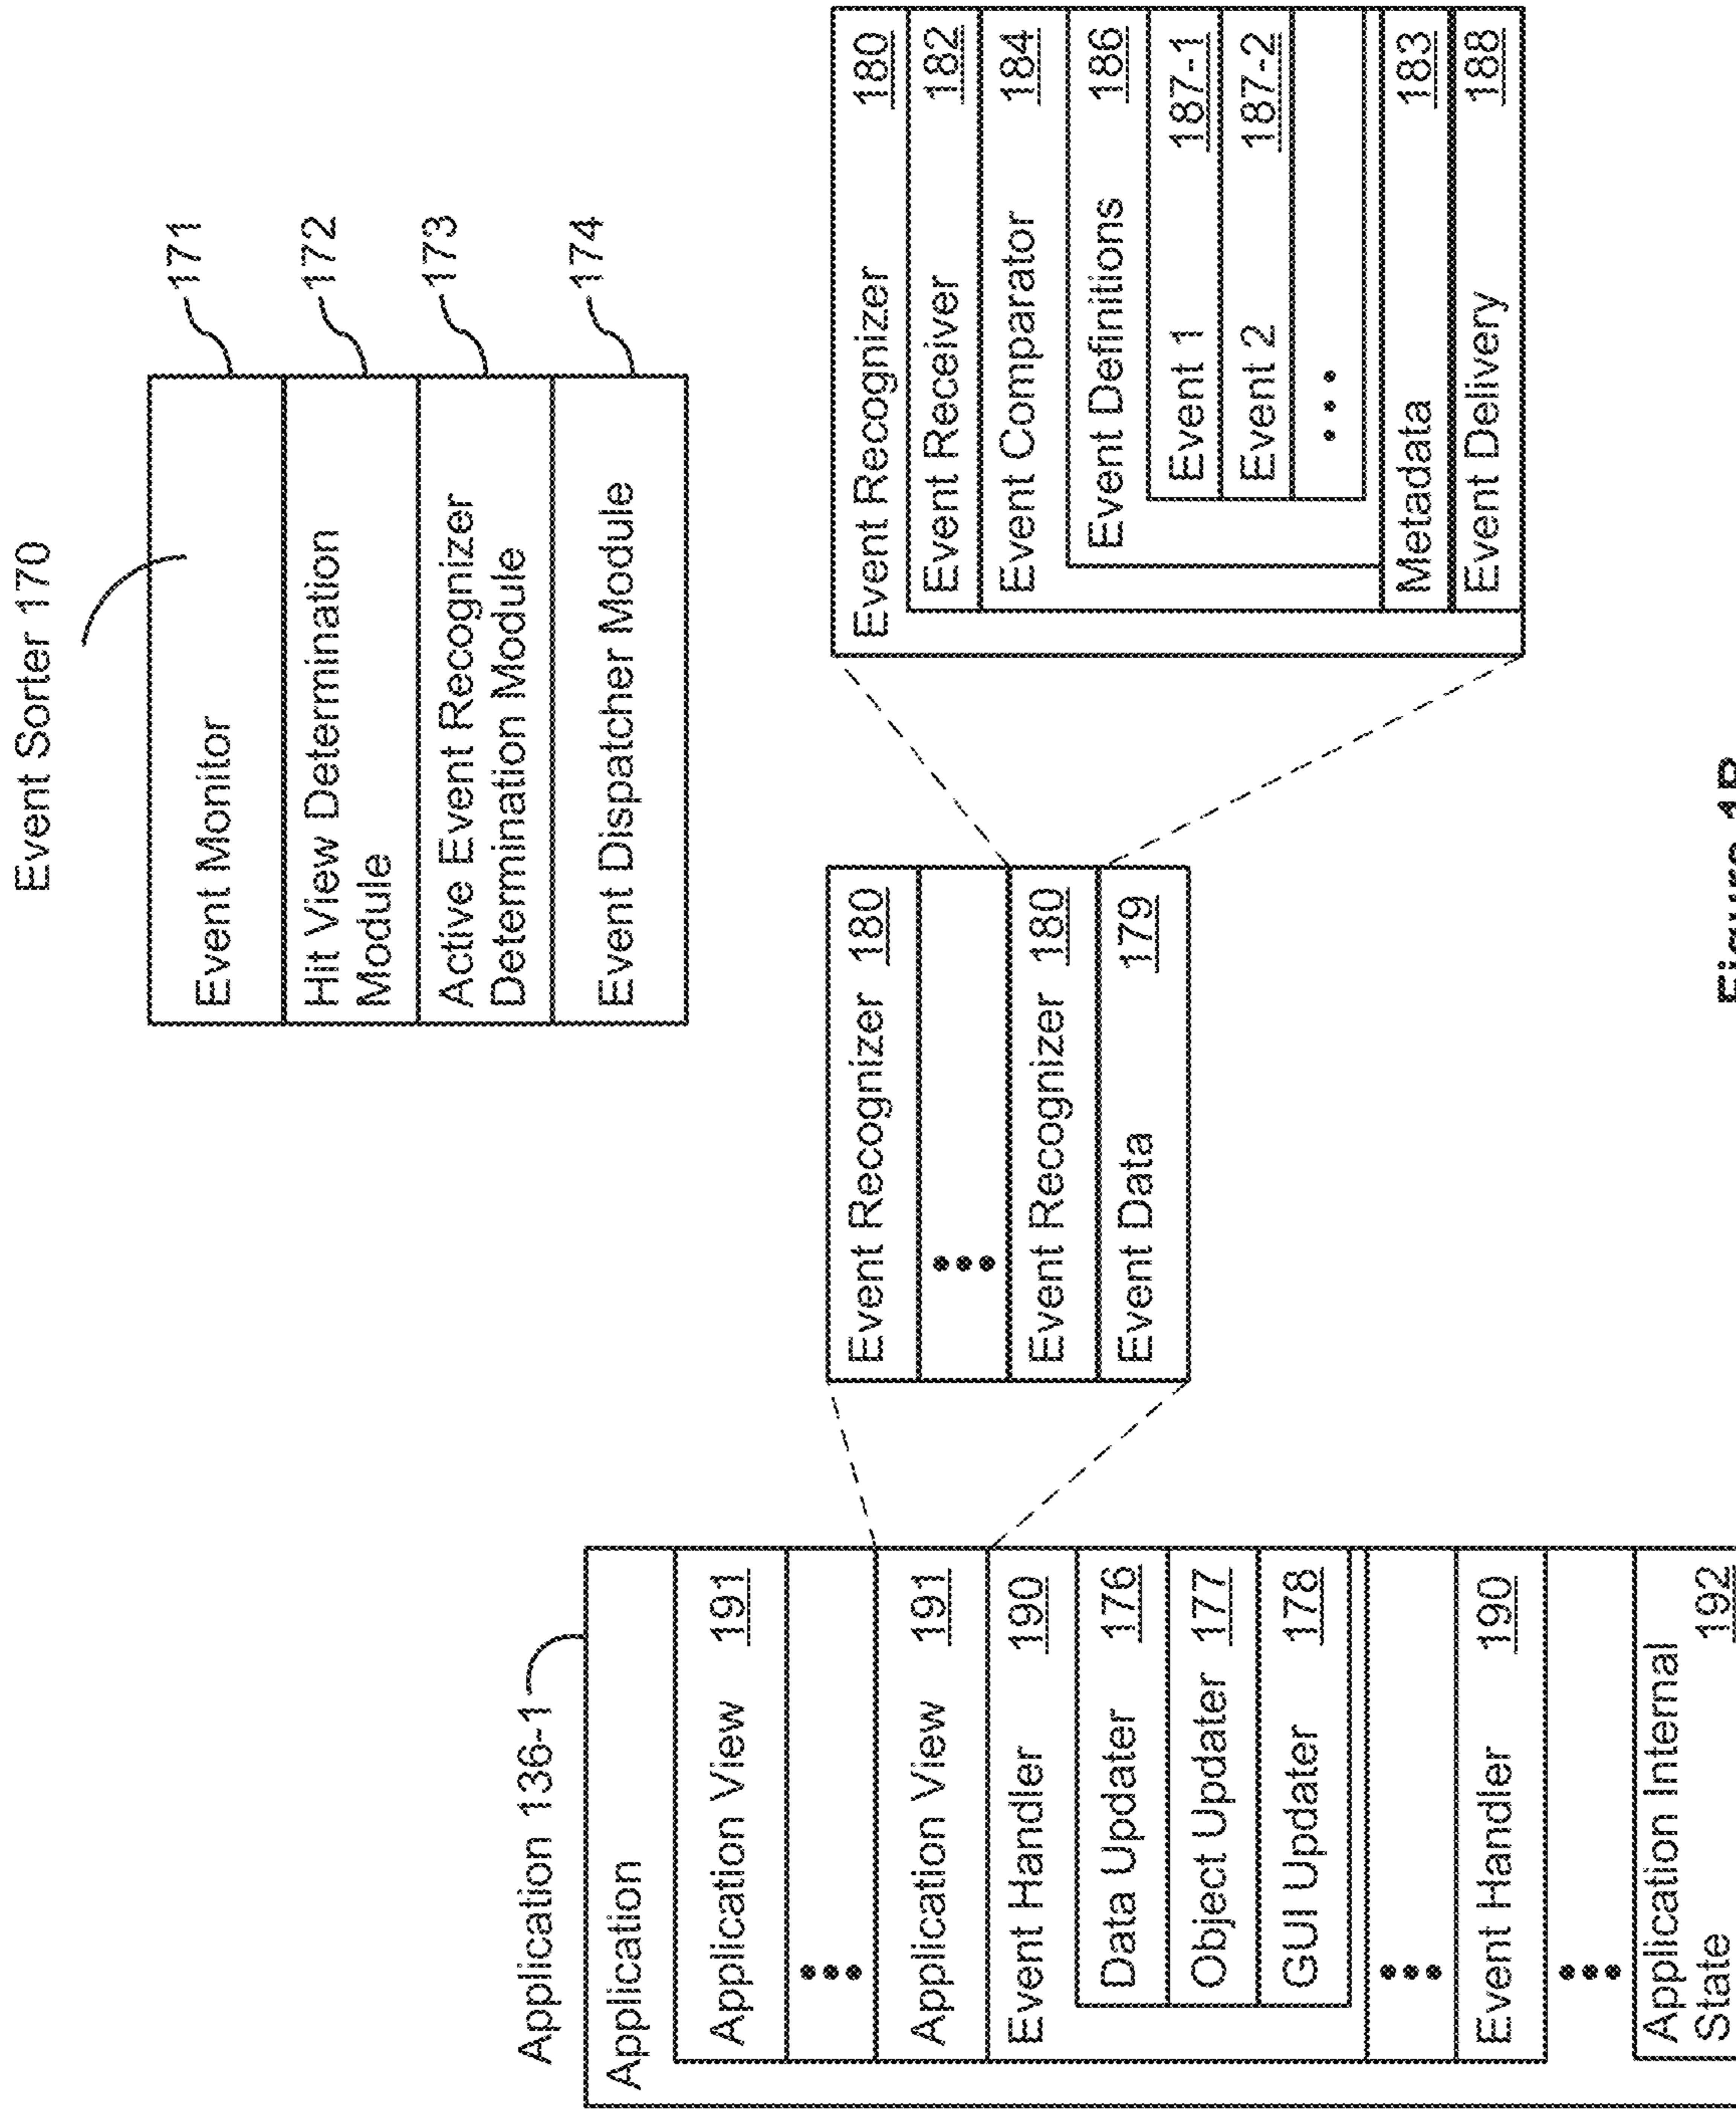 Event Sorter 170
Event Monitor
171
Hit View Determination
Module
172
Active Event Recognizer
Determination Module
173
Event Dispatcher Module
174
Application 136-1
Application
Application View 191
Application View 191
Event Handler 190
Data Updater 176
Object Updater 177
GUI Updater 178
Event Handler 190
Application Internal
State 192
Event Recognizer 180
Event Recognizer 180
Event Data 179
Event Recognizer 180
Event Receiver 182
Event Comparator 184
Event Definitions 186
Event 1 187-1
Event 2 187-2
Metadata 183
Event Delivery 188
Figure 1B